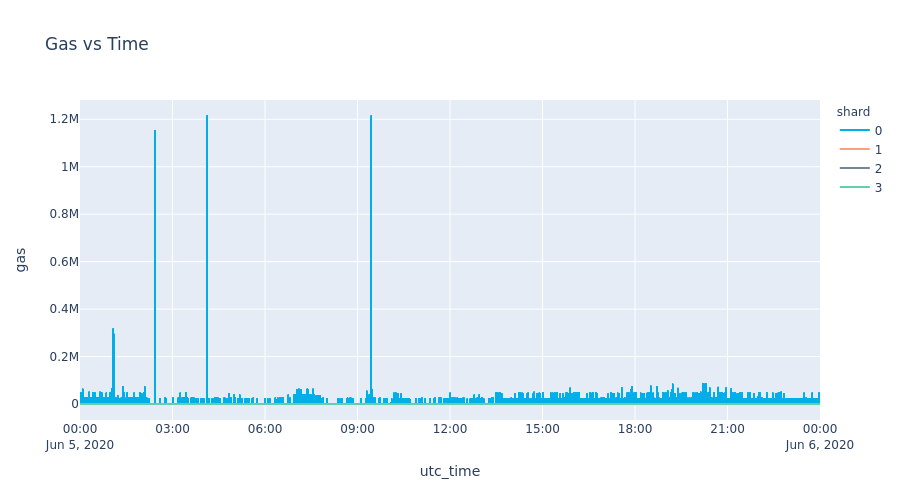 Gas vs Time
shard
0
1
2
3
gas
1.2M
1M
0.8M
0.6M
0.4M
0.2M
0
00:00 03:00 06:00 09:00 12:00 15:00 18:00 21:00 00:00
Jun 5, 2020 Jun 6, 2020
utc_time